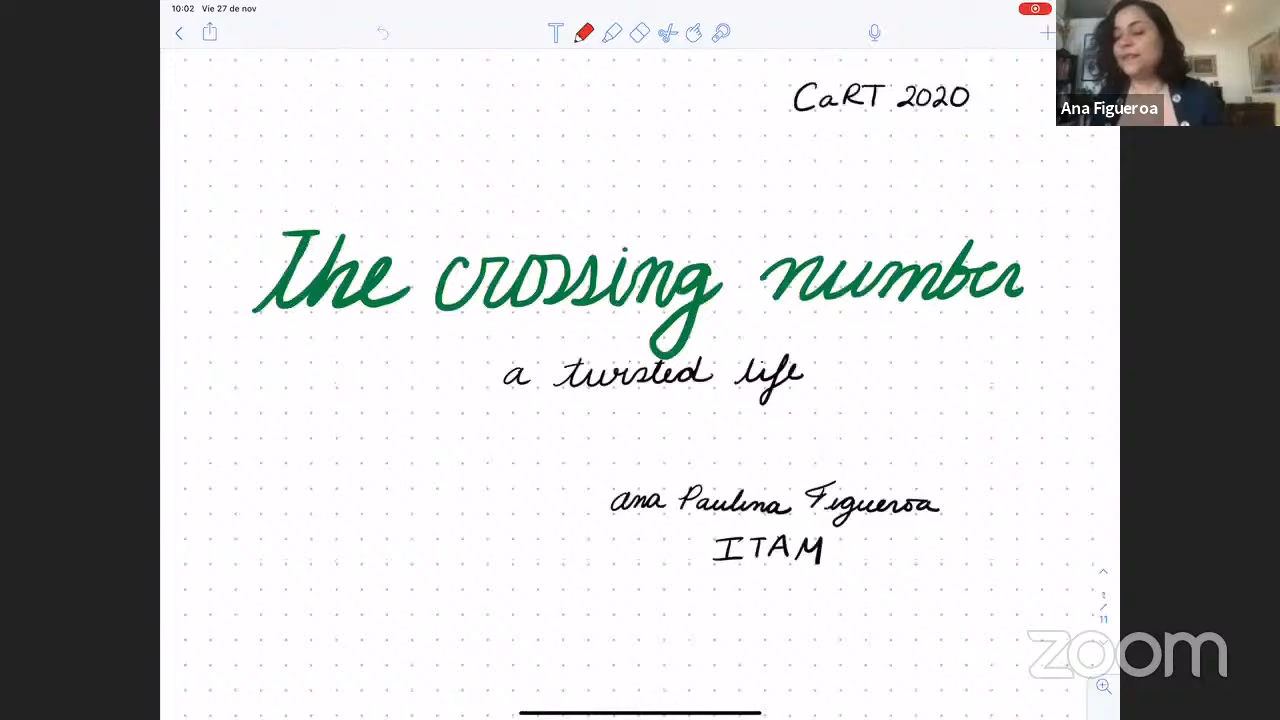 10:02 Vie 27 de nov
Ana Figueroa
CaRT 2020
The crossing number
a twisted life
ana Paulina Figueroa
ITAM
11
zoom